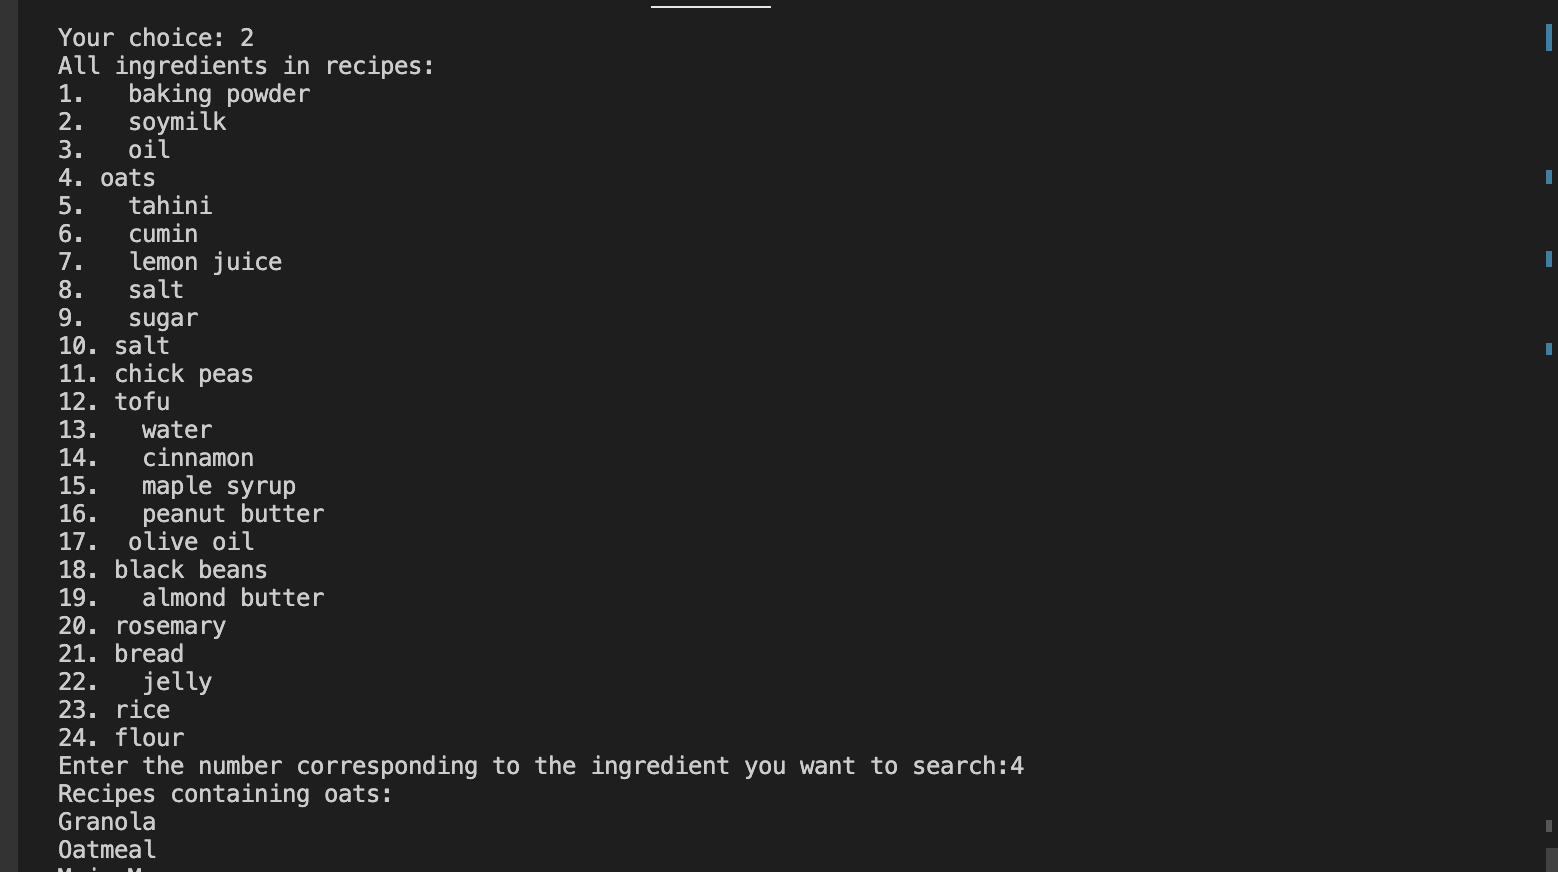 Your choice: 2
All ingredients in recipes:
1.   baking powder
2.   soymilk
3.   oil
4. oats
5.   tahini
6.   cumin
7.   lemon juice
8.   salt
9.   sugar
10. salt
11. chick peas
12. tofu
13.   water
14.   cinnamon
15.   maple syrup
16.   peanut butter
17.  olive oil
18. black beans
19.   almond butter
20. rosemary
21. bread
22.   jelly
23. rice
24. flour
Enter the number corresponding to the ingredient you want to search:4
Recipes containing oats:
Granola
Oatmeal